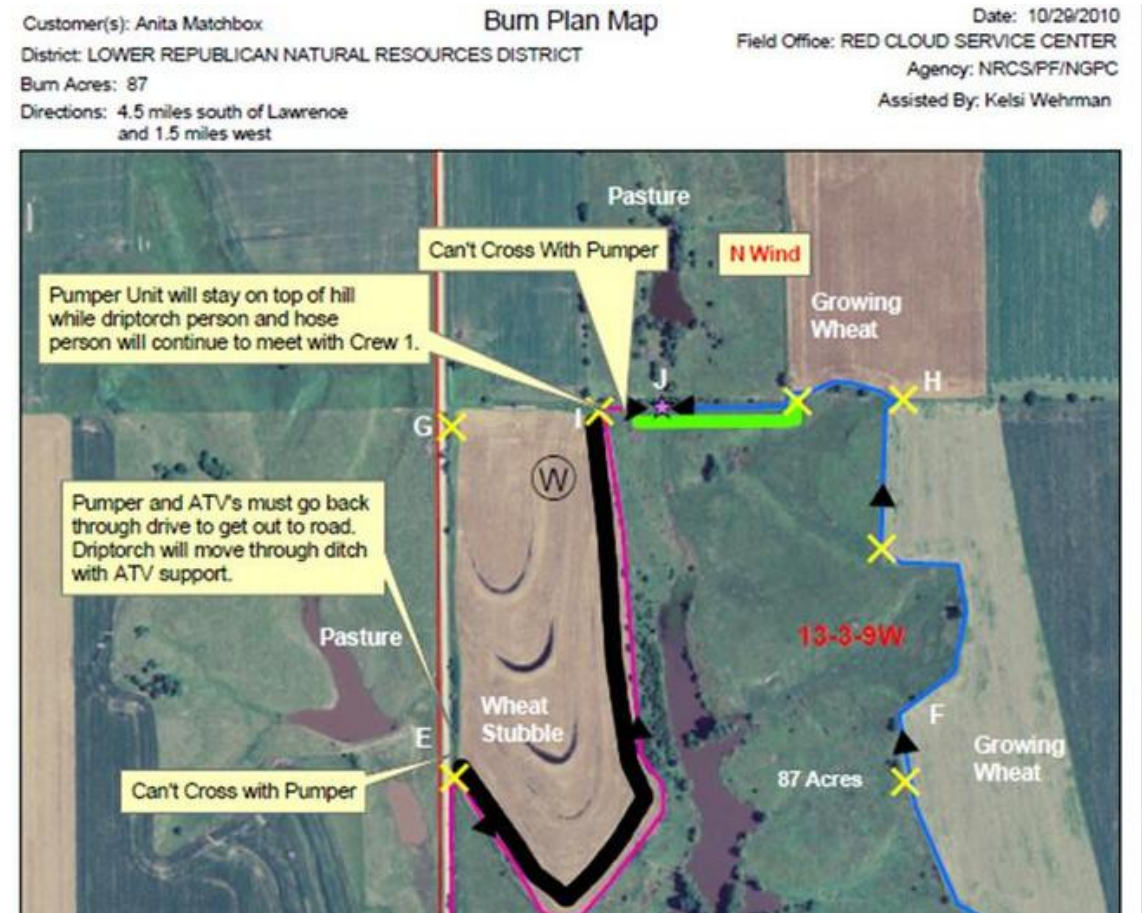 Burn Plan Map
Customer(s): Anita Matchbox
District: LOWER REPUBLICAN NATURAL RESOURCES DISTRICT
Burn Acres: 87
Directions: 4.5 miles south of Lawrence
and 1.5 miles west
Date: 10/29/2010
Field Office: RED CLOUD SERVICE CENTER
Agency: NRCS/PF/NGPC
Assisted By: Kelsi Wehrman
Pasture
Can't Cross With Pumper
N Wind
Pumper Unit will stay on top of hill
while driptorch person and hose
person will continue to meet with Crew 1.
Growing
Wheat
J
H
G
I
W
Pumper and ATV's must go back
through drive to get out to road.
Driptorch will move through ditch
with ATV support.
Pasture
13-3-9W
Wheat
Stubble
F
E
Growing
Wheat
87 Acres
Can't Cross with Pumper